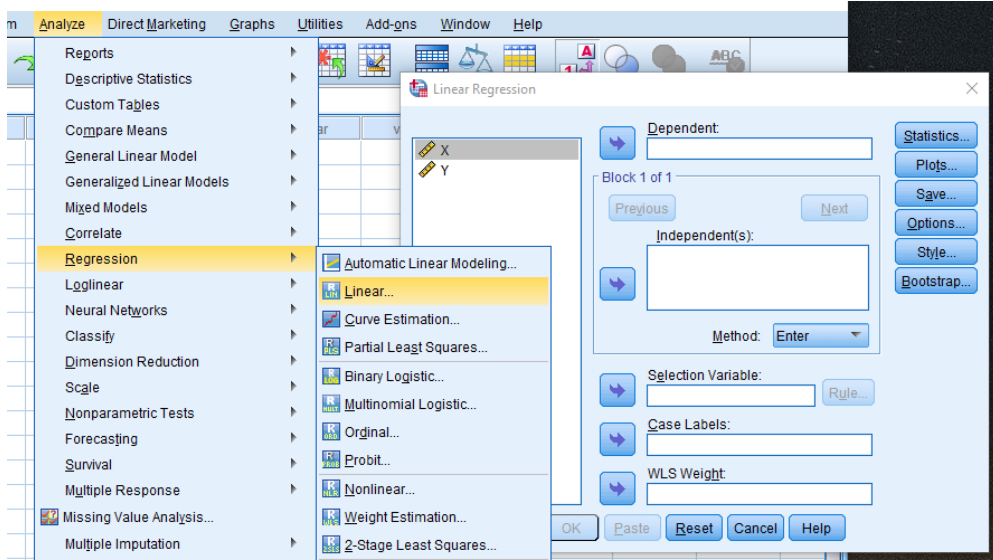 m Analyze Direct Marketing Graphs Utilities Add-ons Window Help
Reports
Descriptive Statistics
Custom Tables
Compare Means
General Linear Model
Generalized Linear Models
Mixed Models
Correlate
Regression
Loglinear
Neural Networks
Classify
Dimension Reduction
Scale
Nonparametric Tests
Forecasting
Survival
Multiple Response
Missing Value Analysis...
Multiple Imputation
Automatic Linear Modeling...
Linear...
Curve Estimation...
Partial Least Squares...
Binary Logistic...
Multinomial Logistic...
Ordinal...
Probit...
Nonlinear...
Weight Estimation...
2-Stage Least Squares...
ar
v
A
1
ABC
Linear Regression
X
Y
Dependent:
Block 1 of 1
Previous Next
Independent(s):
Method: Enter
Selection Variable:
Rule...
Case Labels:
WLS Weight:
Statistics...
Plots...
Save...
Options...
Style...
Bootstrap...
OK Paste Reset Cancel Help